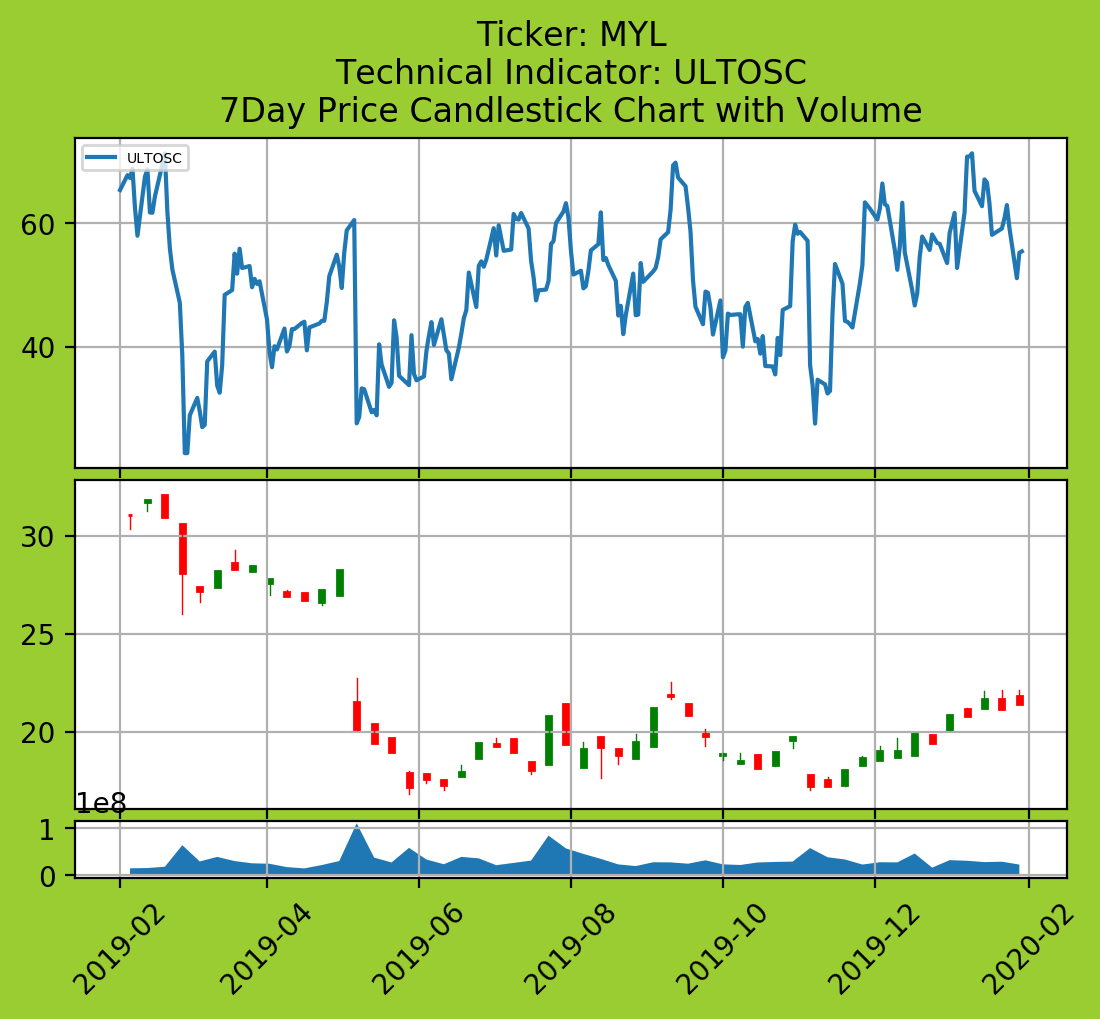 Ticker: MYL
Technical Indicator: ULTOSC
7Day Price Candlestick Chart with Volume
ULTOSC
60
40
30
25
20
1e8
1
0
2019-02
2019-04
2019-06
2019-08
2019-10
2019-12
2020-02